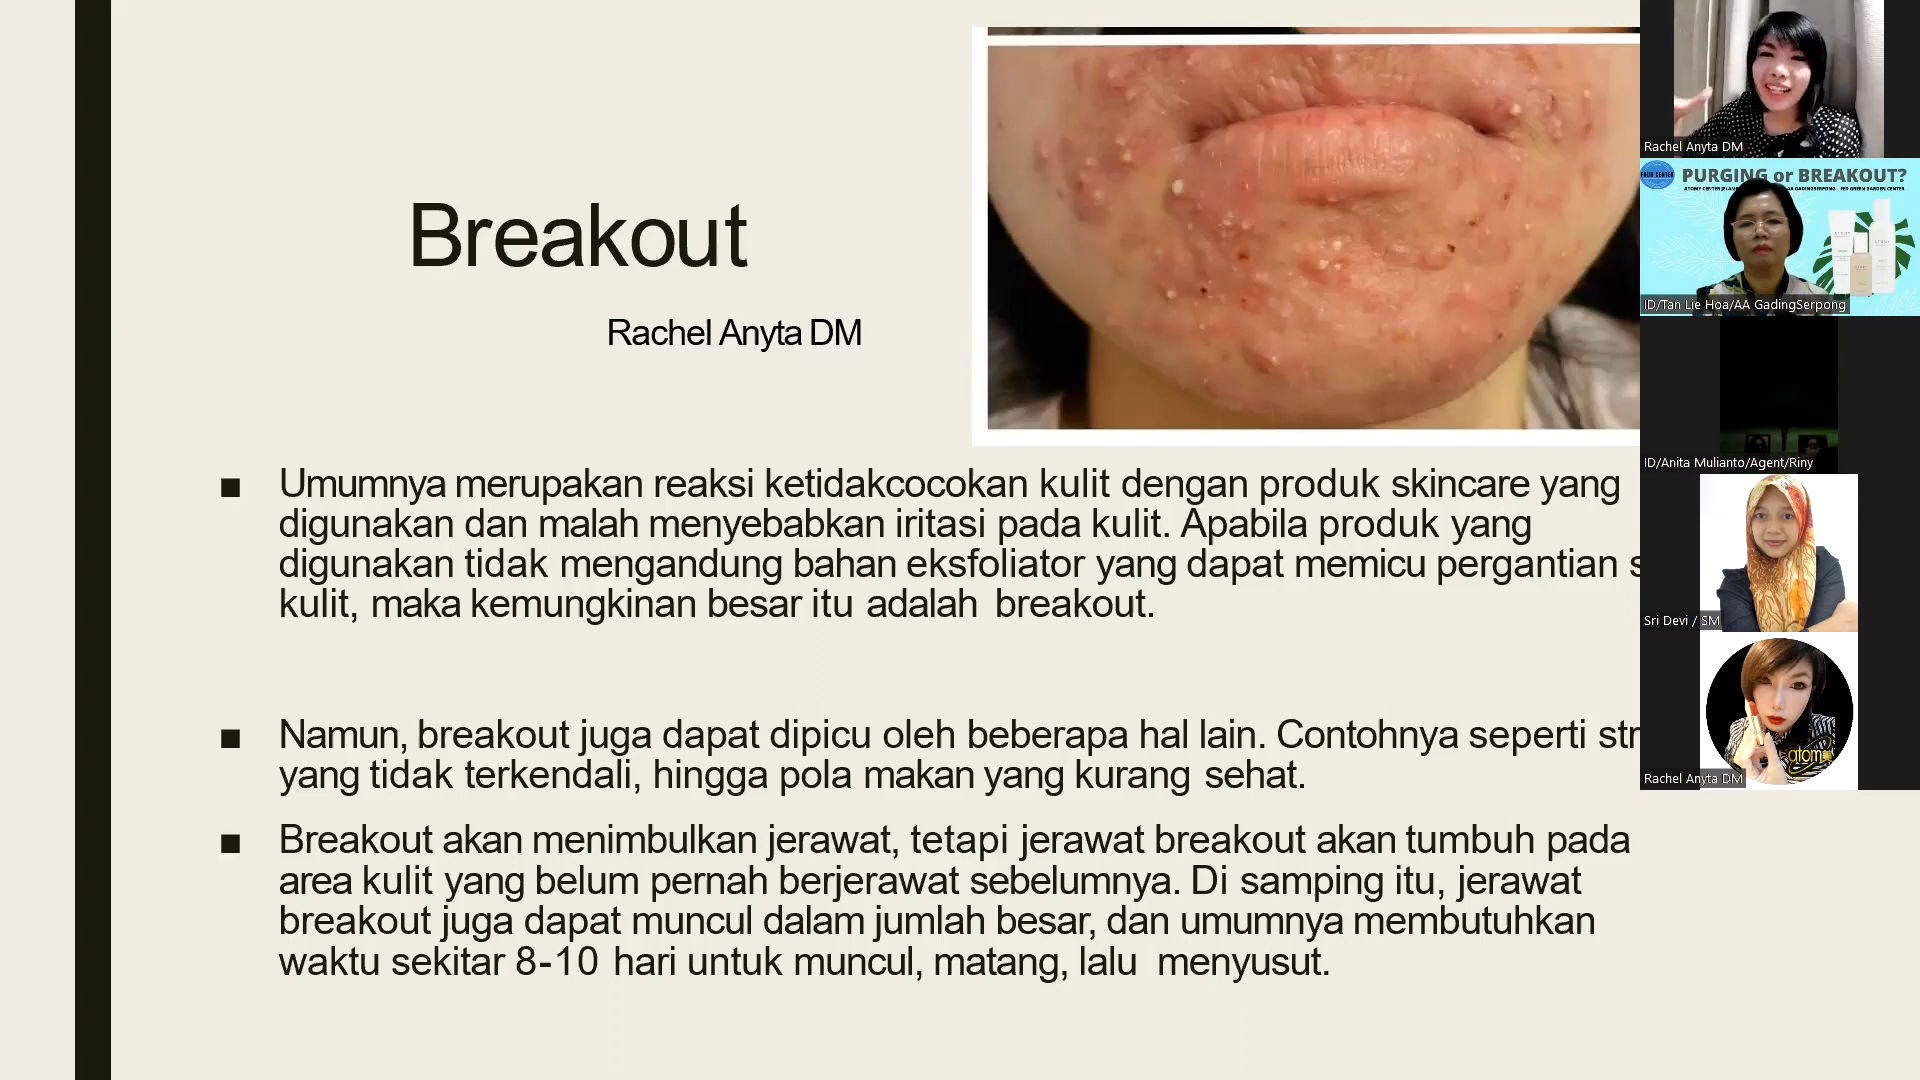 Breakout
Rachel Anyta DM
■ Umumnya merupakan reaksi ketidakcocokan kulit dengan produk skincare yang
digunakan dan malah menyebabkan iritasi pada kulit. Apabila produk yang
digunakan tidak mengandung bahan eksfoliator yang dapat memicu pergantian s
kulit, maka kemungkinan besar itu adalah breakout.
■ Namun, breakout juga dapat dipicu oleh beberapa hal lain. Contohnya seperti str
yang tidak terkendali, hingga pola makan yang kurang sehat.
■ Breakout akan menimbulkan jerawat, tetapi jerawat breakout akan tumbuh pada
area kulit yang belum pernah berjerawat sebelumnya. Di samping itu, jerawat
breakout juga dapat muncul dalam jumlah besar, dan umumnya membutuhkan
waktu sekitar 8-10 hari untuk muncul, matang, lalu menyusut.
Rachel Anyta DM
PURGING or BREAKOUT?
ATOMY CENTER JELAM AA GADINGSERPONG FED GREEN GARDEN CENTER
ID/Tan Lie Hoa/AA GadingSerpong
ID/Anita Mulianto/Agent/Riny
Sri Devi / SM
atom
Rachel Anyta DM